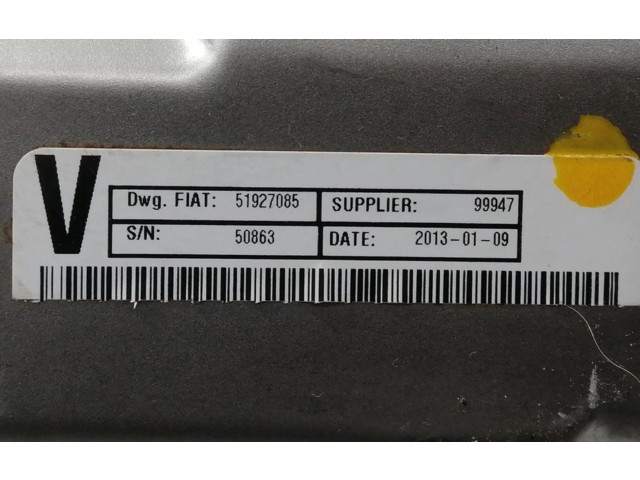 V
Dwg. FIAT: 51927085 SUPPLIER: 99947
S/N: 50863 DATE: 2013-01-09